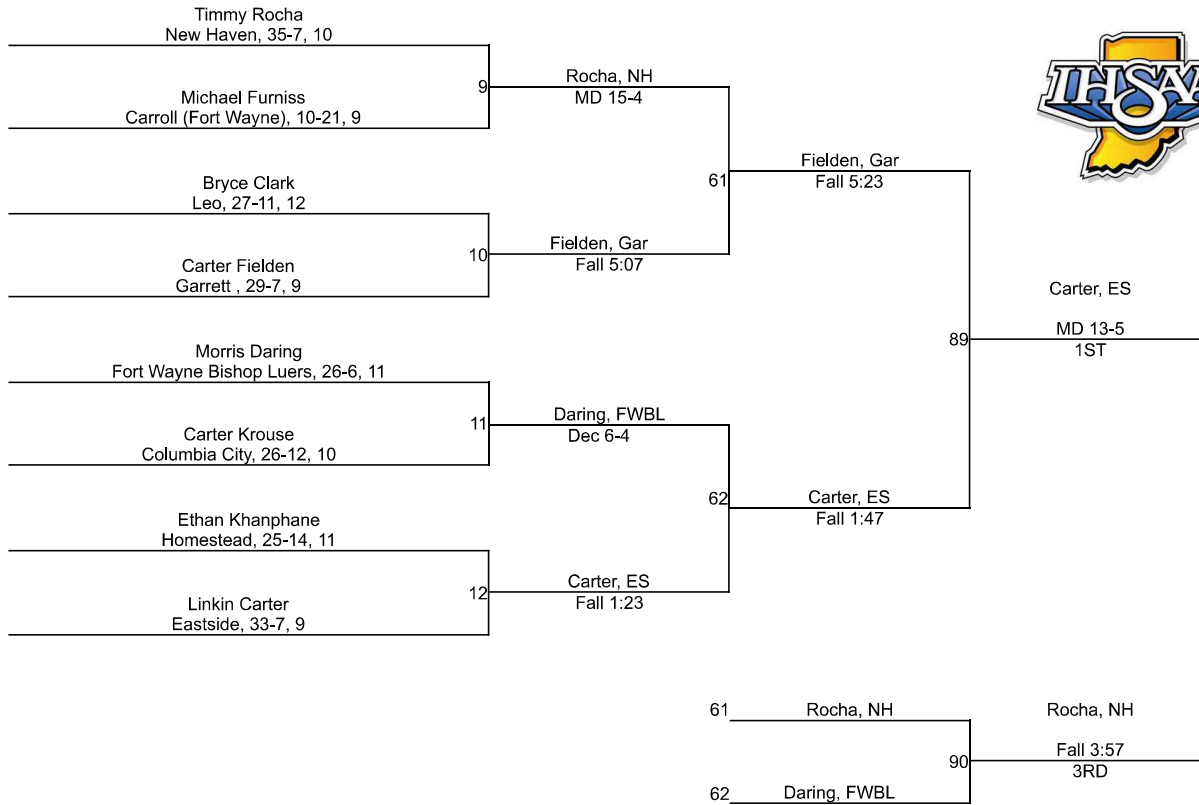 Timmy Rocha
New Haven, 35-7, 10
Michael Furniss
Carroll (Fort Wayne), 10-21, 9
9
Rocha, NH
MD 15-4
Bryce Clark
Leo, 27-11, 12
Carter Fielden
Garrett , 29-7, 9
10
Fielden, Gar
Fall 5:07
61
Fielden, Gar
Fall 5:23
IHSAA
Morris Daring
Fort Wayne Bishop Luers, 26-6, 11
Carter Krouse
Columbia City, 26-12, 10
11
Daring, FWBL
Dec 6-4
Ethan Khanphane
Homestead, 25-14, 11
Linkin Carter
Eastside, 33-7, 9
12
Carter, ES
Fall 1:23
62
Carter, ES
Fall 1:47
89
Carter, ES
MD 13-5
1ST
61
Rocha, NH
62
Daring, FWBL
90
Rocha, NH
Fall 3:57
3RD